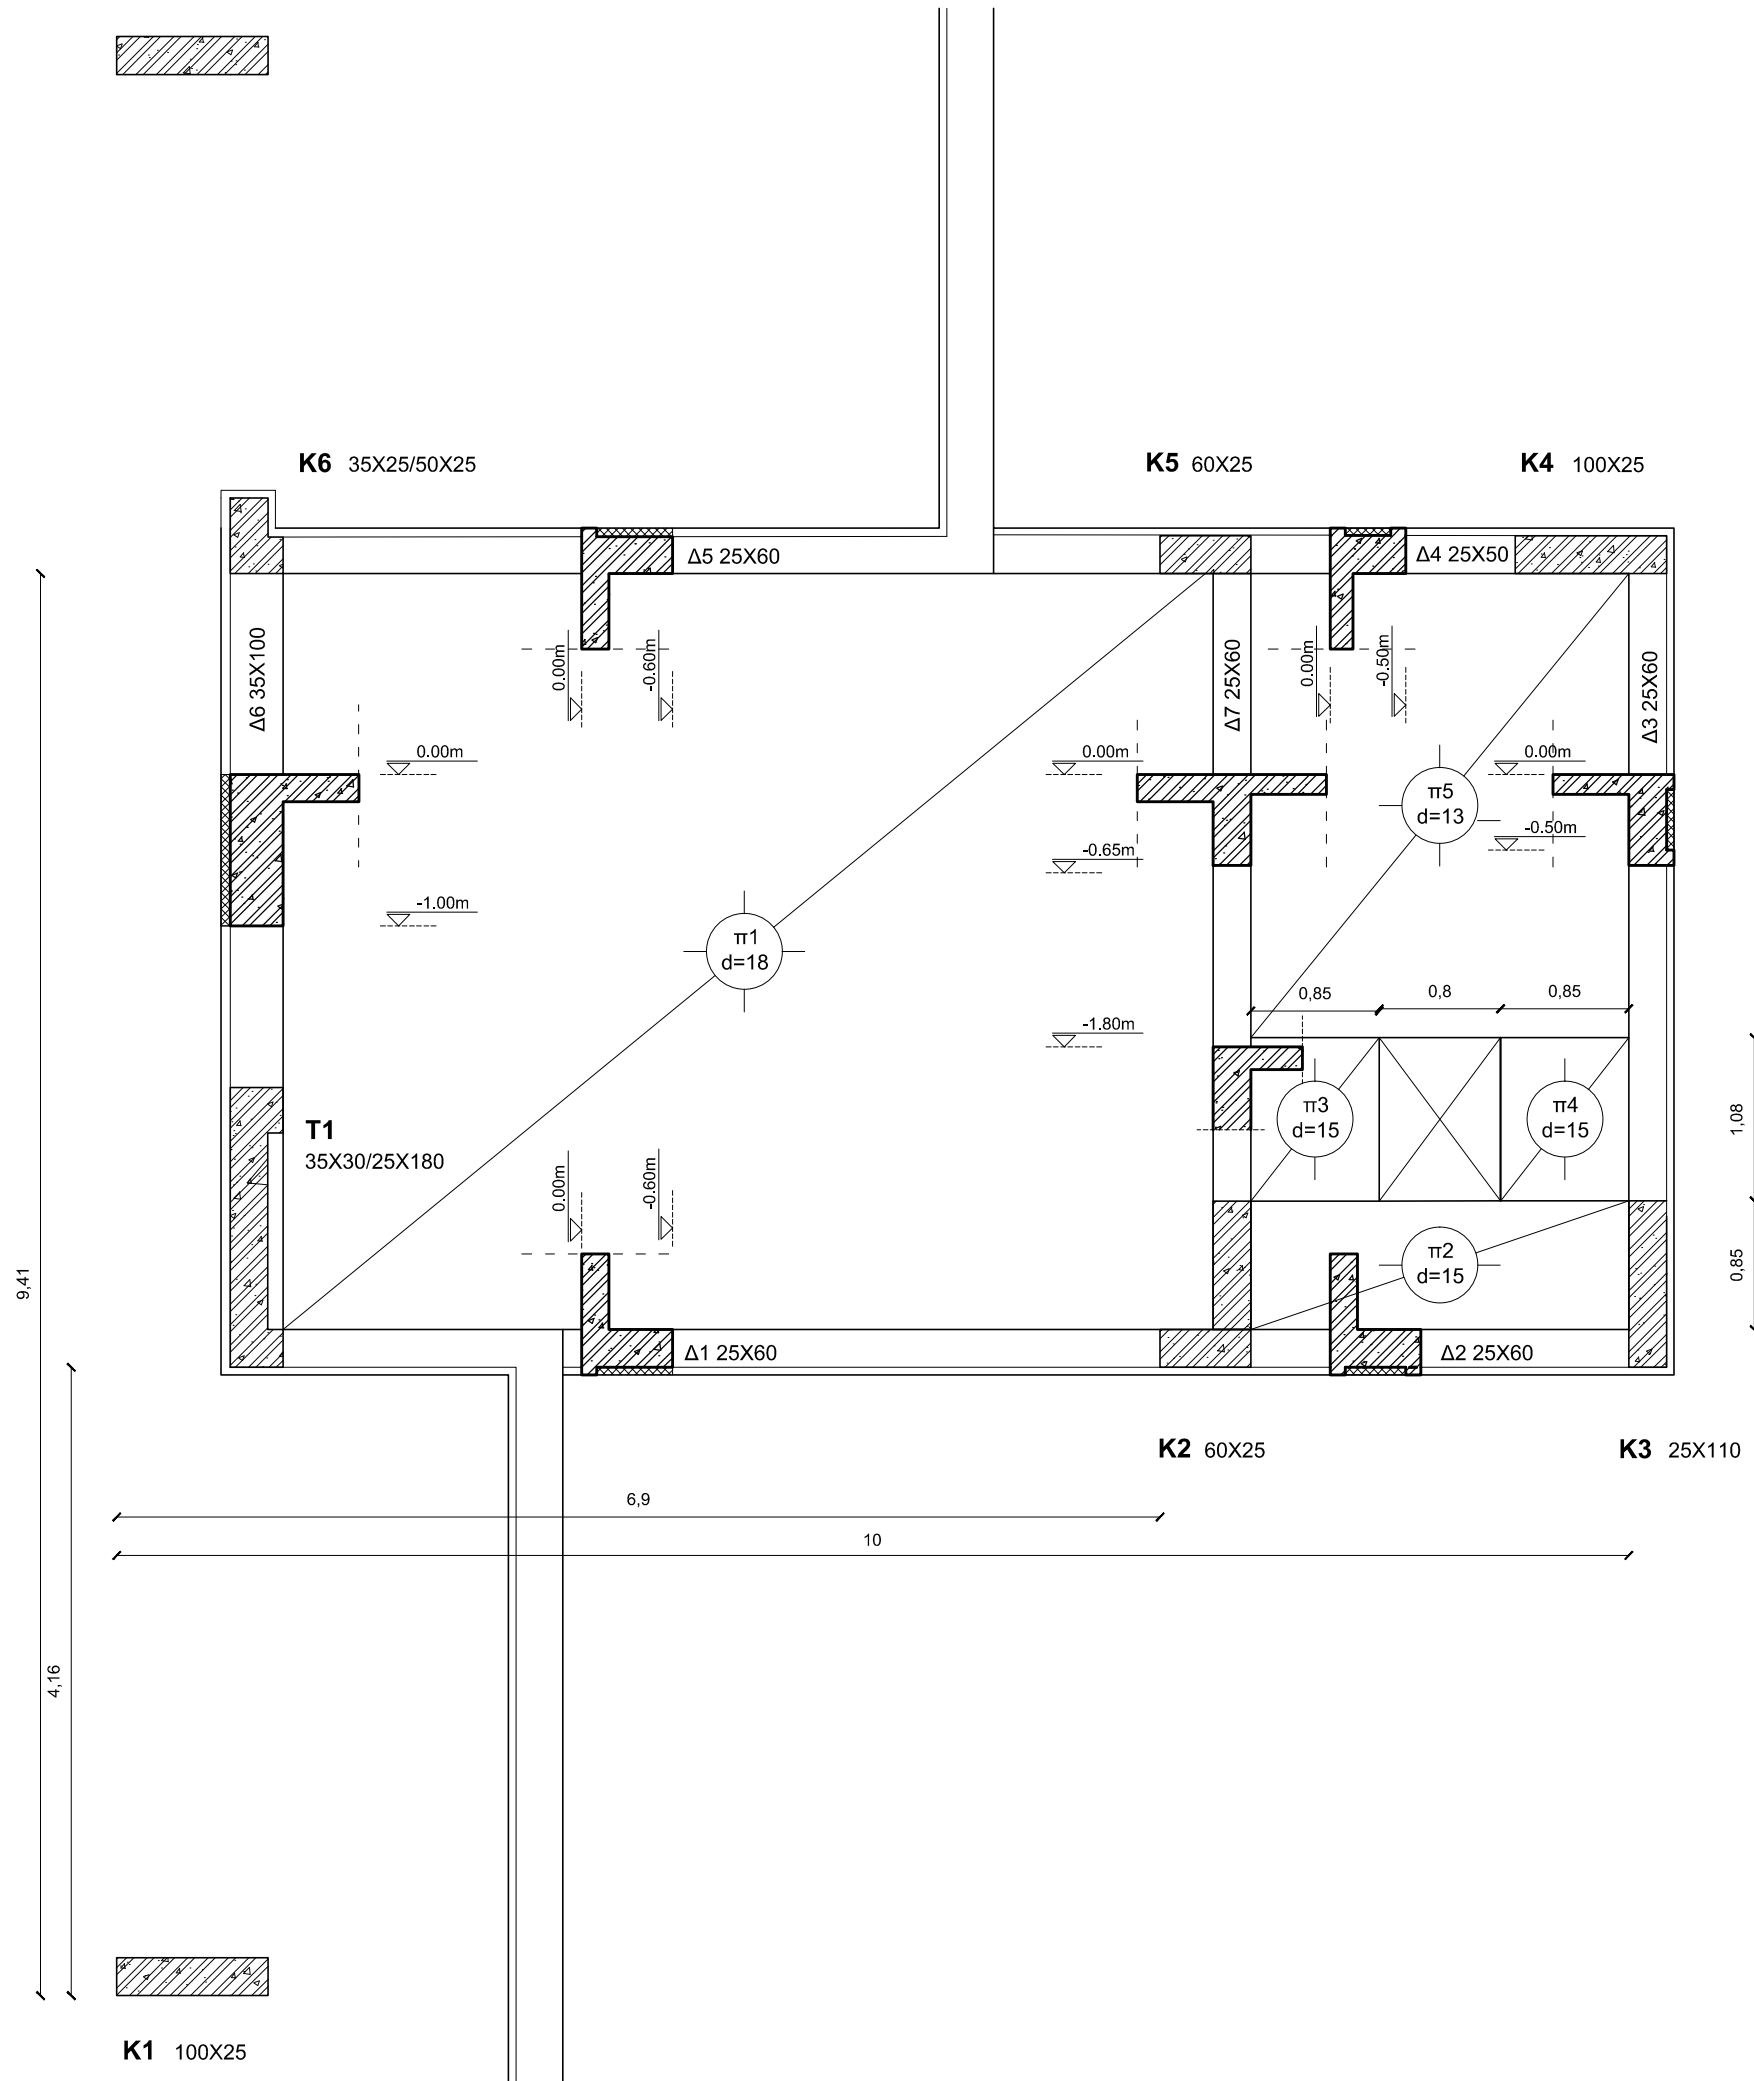 K6 35X25/50X25
K5 60X25
K4 100X25
Δ5 25X60
Δ4 25X50
Δ6 35X100
0.00m
-0.60m
Δ7 25X60
0.00m
-0.50m
Δ3 25X60
0.00m
0.00m
0.00m
π5
d=13
-0.50m
-0.65m
-1.00m
π1
d=18
0,85
0,8
0,85
-1.80m
π3
d=15
π4
d=15
1,08
T1
35X30/25X180
0.00m
-0.60m
π2
d=15
0,85
9,41
Δ1 25X60
Δ2 25X60
K2 60X25
K3 25X110
6,9
10
4,16
K1 100X25